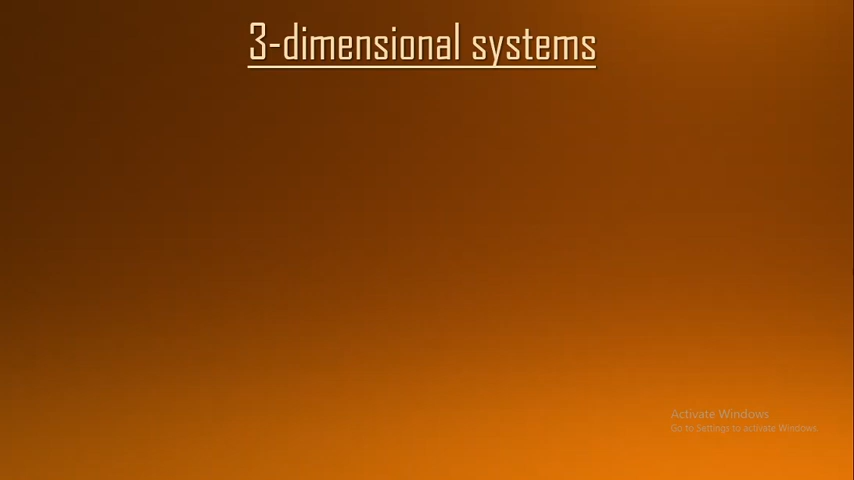 3-dimensional systems
Activate Windows
Go to Settings to activate Windows.